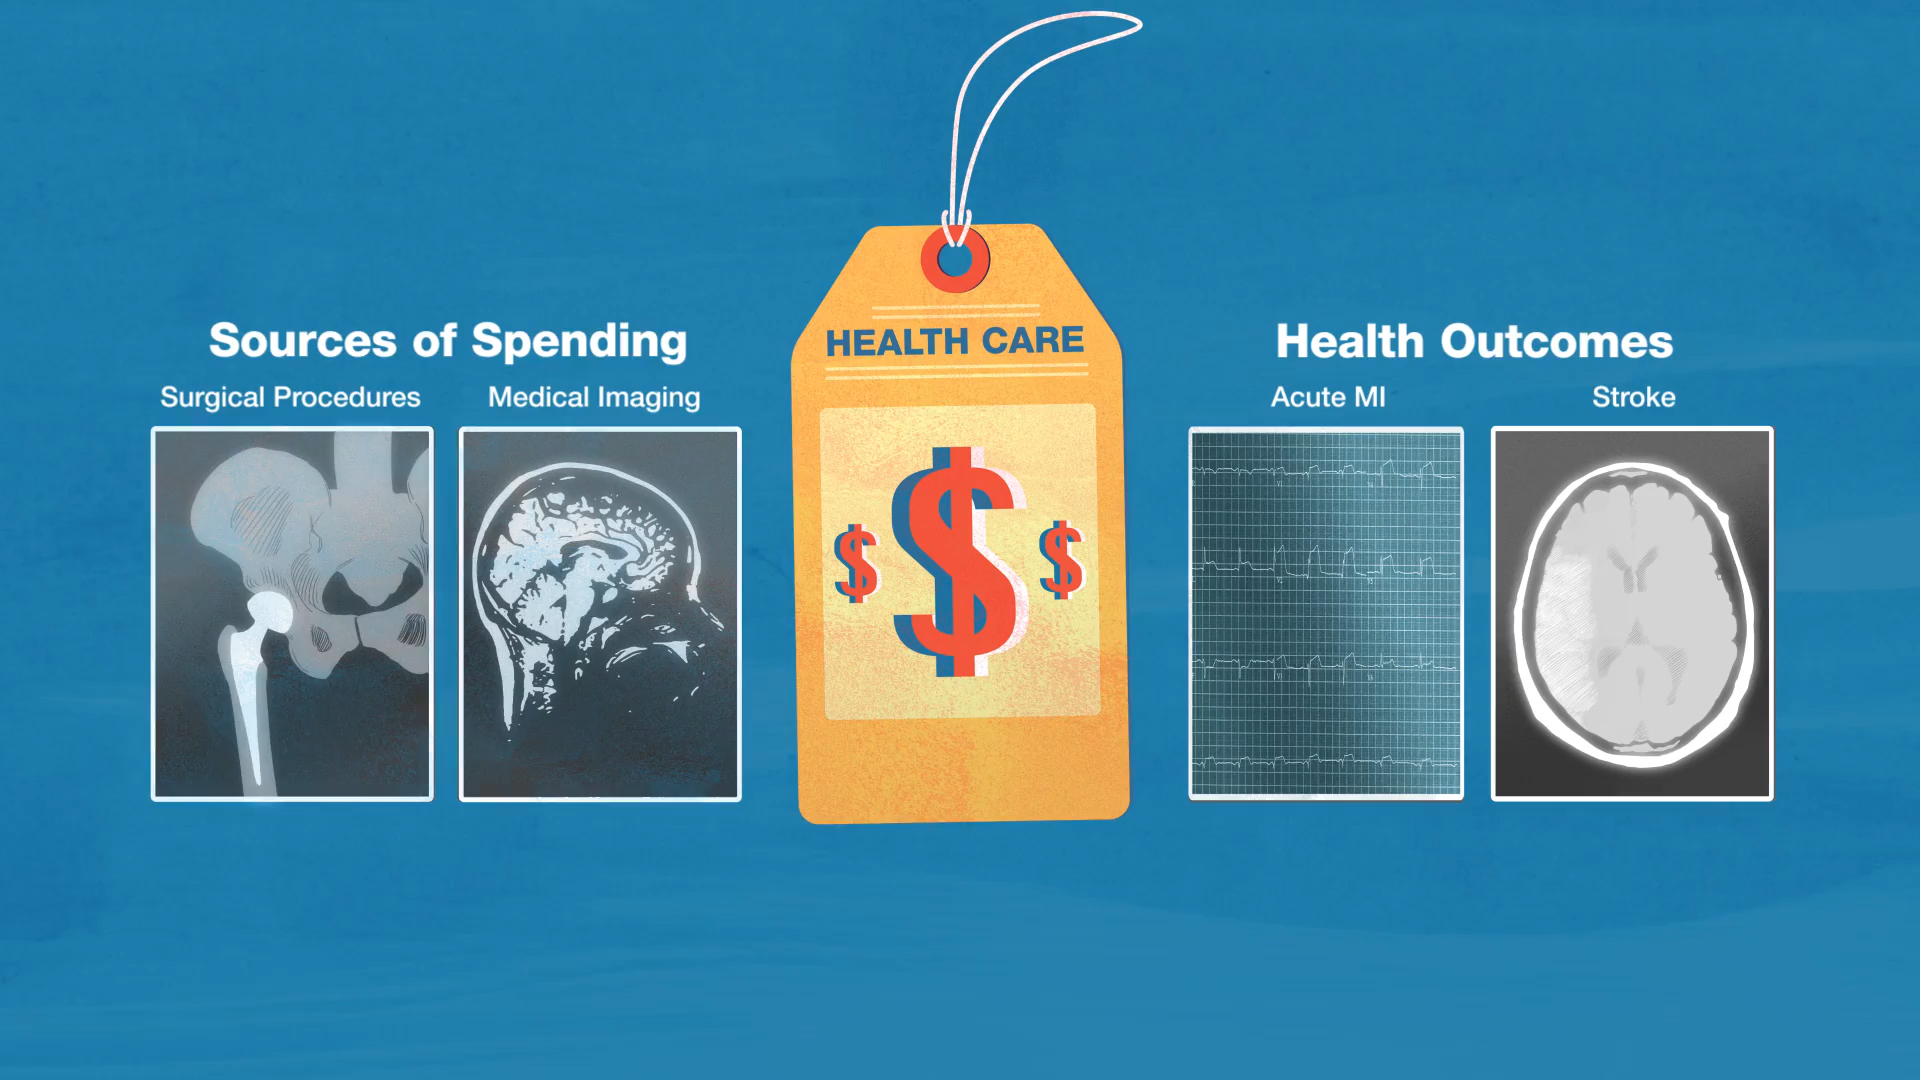 Sources of Spending
Surgical Procedures
Medical Imaging
HEALTH CARE
$ $ $
Health Outcomes
Acute MI
Stroke